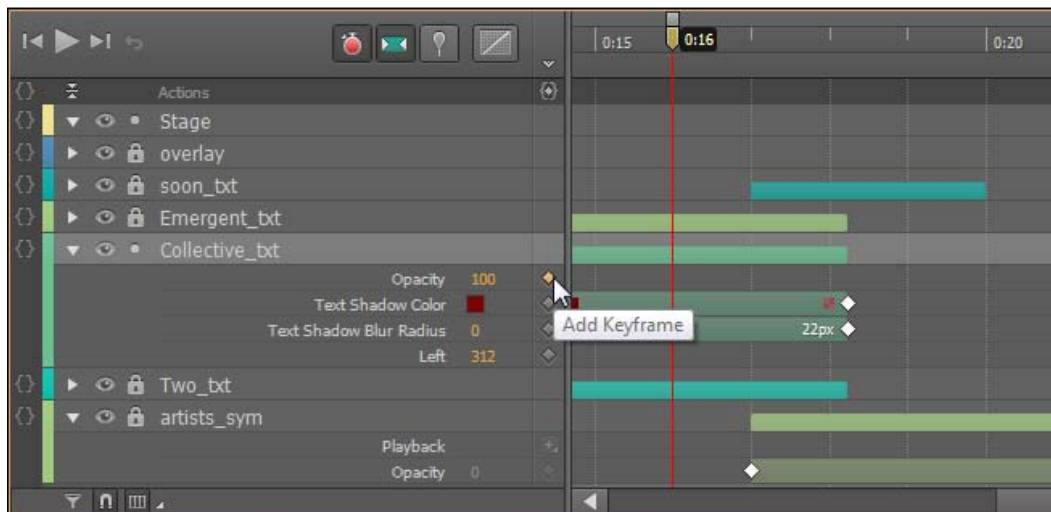 0:15 0:16 0:20
Actions
Stage
overlay
soon_txt
Emergent_txt
Collective_txt
Opacity 100
Text Shadow Color
Add Keyframe
Text Shadow Blur Radius 0 22px
Left 312
Two_txt
artists_sym
Playback
Opacity 0